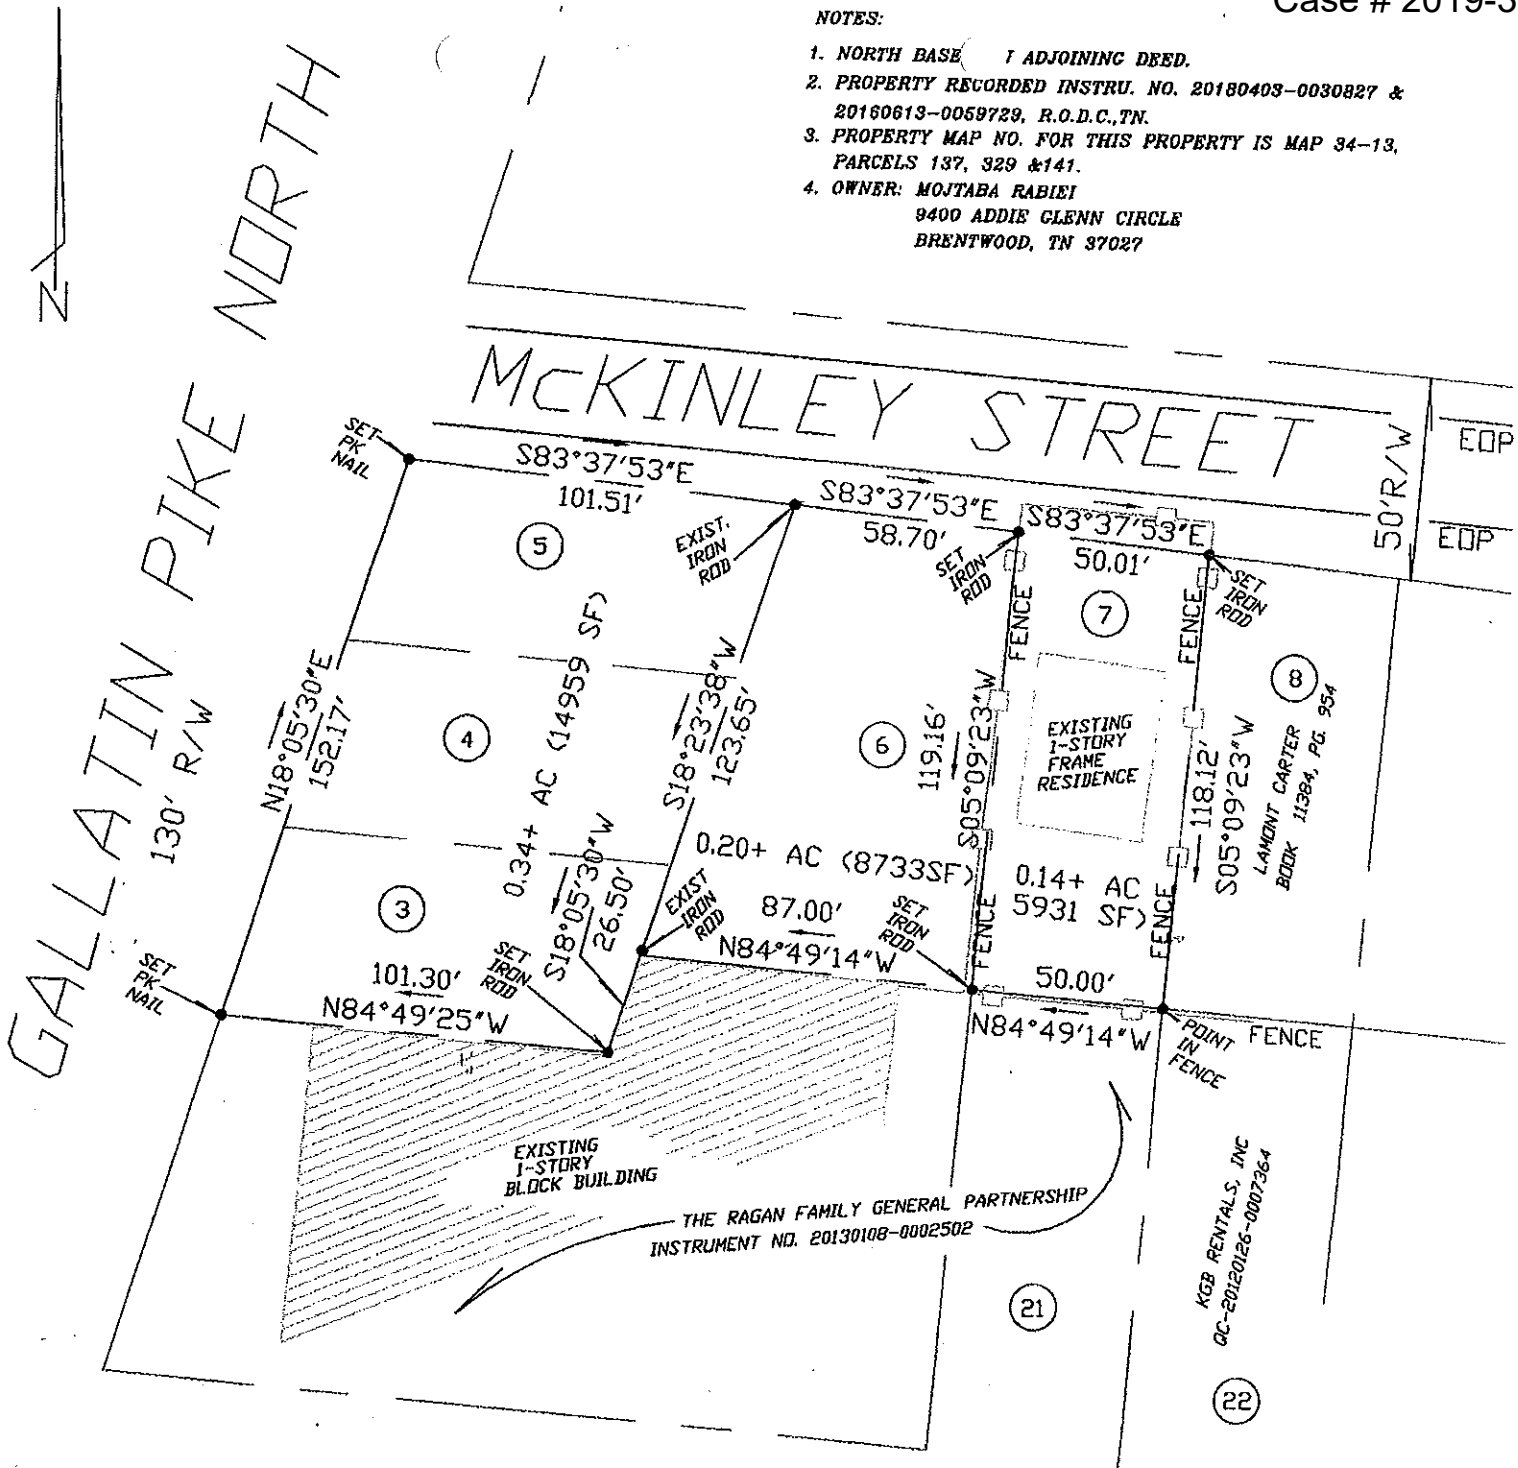 Case # 2019-3
NOTES:
1. NORTH BASE ADJOINING DEED.
2. PROPERTY RECORDED INSTRU. NO. 20180403-0030827 &
20160613-0059729, R.O.D.C.,TN.
3. PROPERTY MAP NO. FOR THIS PROPERTY IS MAP 34-13,
PARCELS 137, 329 &141.
4. OWNER: MOJTABA RABIEI
9400 ADDIE GLENN CIRCLE
BRENTWOOD, TN 37027
N
GALLATIN PIKE NORTH
130' R/W
McKINLEY STREET
50'R/W
EOP
EOP
SET
PK
NAIL
S83°37'53"E
101.51'
S83°37'53"E
58.70'
S83°37'53"E
50.01'
5
EXIST.
IRON
ROD
SET
IRON
ROD
SET
IRON
ROD
7
FENCE
FENCE
N18°05'30"E
152.17'
4
0.34+ AC (14959 SF)
S18°23'38"W
123.65'
6
119.16'
S05°09'23"W
EXISTING
1-STORY
FRAME
RESIDENCE
118.12'
S05°09'23"W
8
LAMONT CARTER
BOOK 11384, PG. 954
3
S18°05'30"W
26.50'
0.20+ AC (8733SF)
0.14+ AC
5931 SF)
EXIST
IRON
ROD
87.00'
N84°49'14"W
SET
IRON
ROD
FENCE
FENCE
SET
PK
NAIL
101.30'
N84°49'25"W
SET
IRON
ROD
50.00'
N84°49'14"W
POINT
IN
FENCE
FENCE
EXISTING
1-STORY
BLOCK BUILDING
THE RAGAN FAMILY GENERAL PARTNERSHIP
INSTRUMENT NO. 20130108-0002502
21
KGB RENTALS, INC
QC-20120126-0007364
22